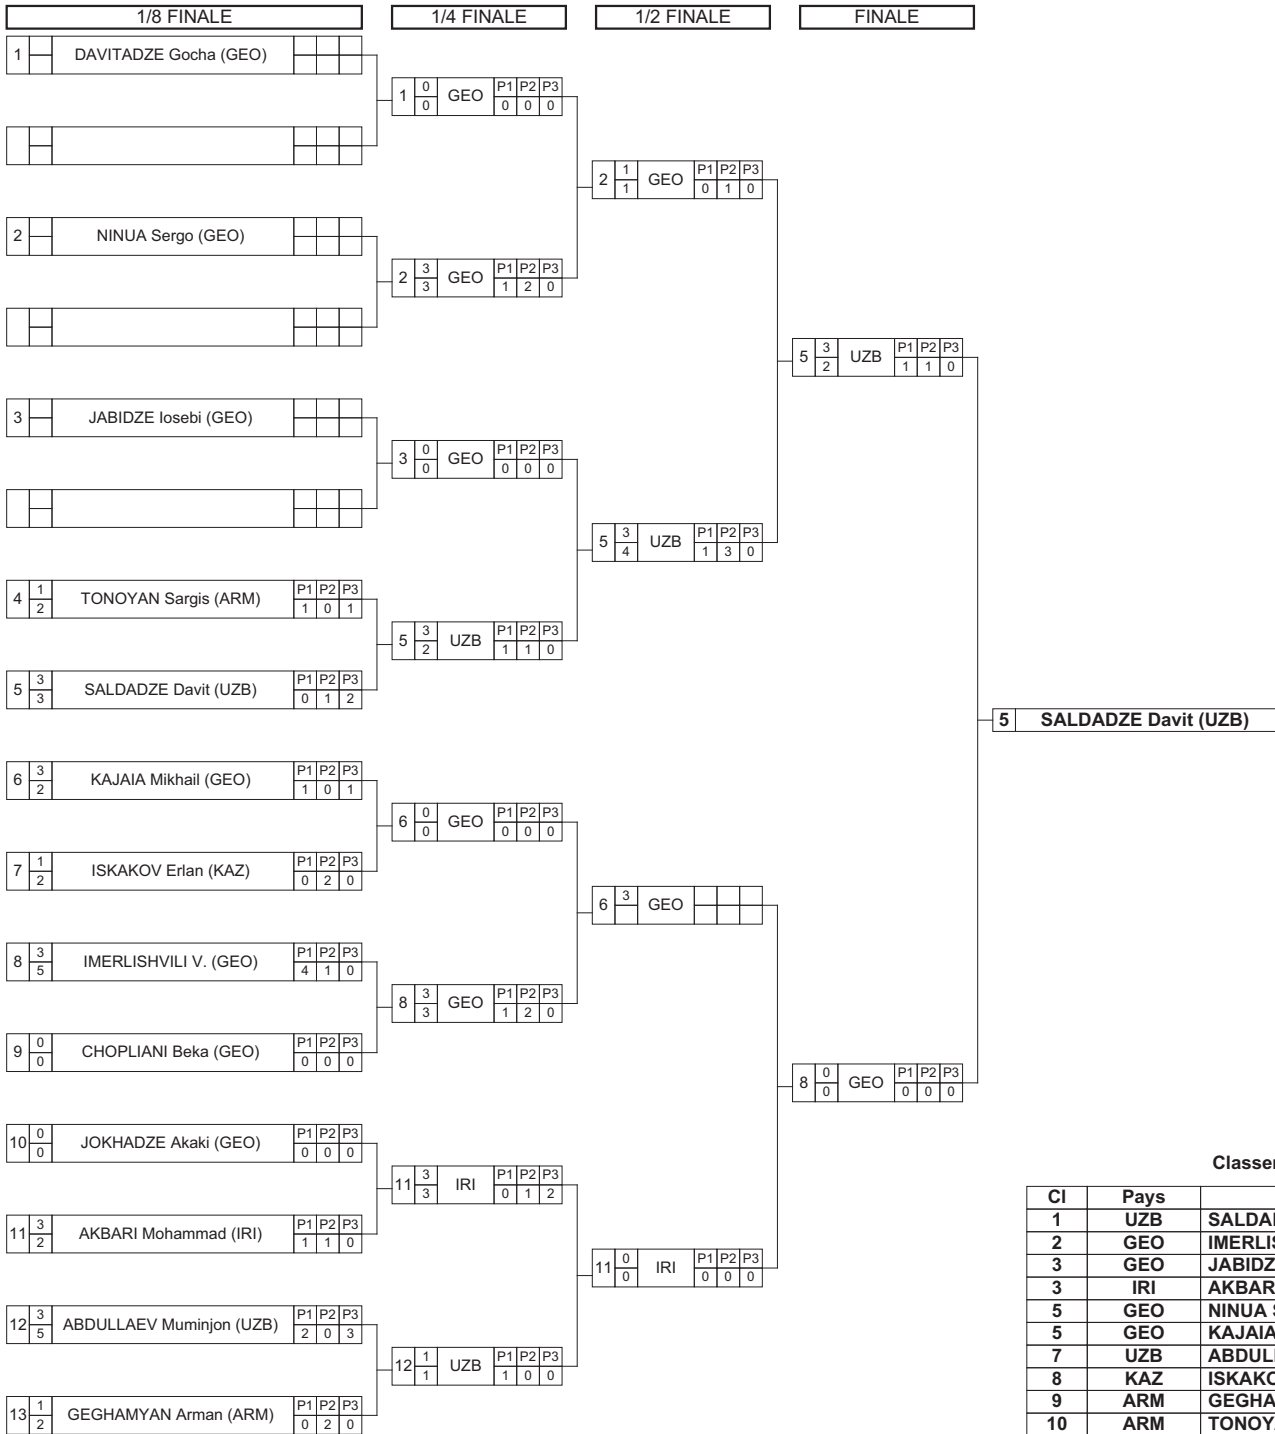 1/8 FINALE 1/4 FINALE 1/2 FINALE FINALE
1 DAVITADZE Gocha (GEO)
1 0 0 GEO P1 P2 P3 0 0 0
2 1 1 GEO P1 P2 P3 0 1 0
2 NINUA Sergo (GEO)
2 3 3 GEO P1 P2 P3 1 2 0
5 3 2 UZB P1 P2 P3 1 1 0
3 JABIDZE Iosebi (GEO)
3 0 0 GEO P1 P2 P3 0 0 0
5 3 4 UZB P1 P2 P3 1 3 0
4 1 2 TONOYAN Sargis (ARM) P1 P2 P3 1 0 1
5 3 2 UZB P1 P2 P3 1 1 0
5 3 3 SALDADZE Davit (UZB) P1 P2 P3 0 1 2
5 SALDADZE Davit (UZB)
6 3 2 KAJAIA Mikhail (GEO) P1 P2 P3 1 0 1
6 0 0 GEO P1 P2 P3 0 0 0
7 1 2 ISKAKOV Erlan (KAZ) P1 P2 P3 0 2 0
6 3 GEO
8 3 5 IMERLISHVILI V. (GEO) P1 P2 P3 4 1 0
8 3 3 GEO P1 P2 P3 1 2 0
9 0 0 CHOPLIANI Beka (GEO) P1 P2 P3 0 0 0
8 0 0 GEO P1 P2 P3 0 0 0
10 0 0 JOKHADZE Akaki (GEO) P1 P2 P3 0 0 0
11 3 3 IRI P1 P2 P3 0 1 2
11 3 2 AKBARI Mohammad (IRI) P1 P2 P3 1 1 0
11 0 0 IRI P1 P2 P3 0 0 0
12 3 5 ABDULLAEV Muminjon (UZB) P1 P2 P3 2 0 3
12 1 1 UZB P1 P2 P3 1 0 0
13 1 2 GEGHAMYAN Arman (ARM) P1 P2 P3 0 2 0
Classe
Cl Pays
1 UZB SALDA
2 GEO IMERLI
3 GEO JABIDZ
3 IRI AKBAR
5 GEO NINUA
5 GEO KAJAIA
7 UZB ABDUL
8 KAZ ISKAK
9 ARM GEGHA
10 ARM TONOY